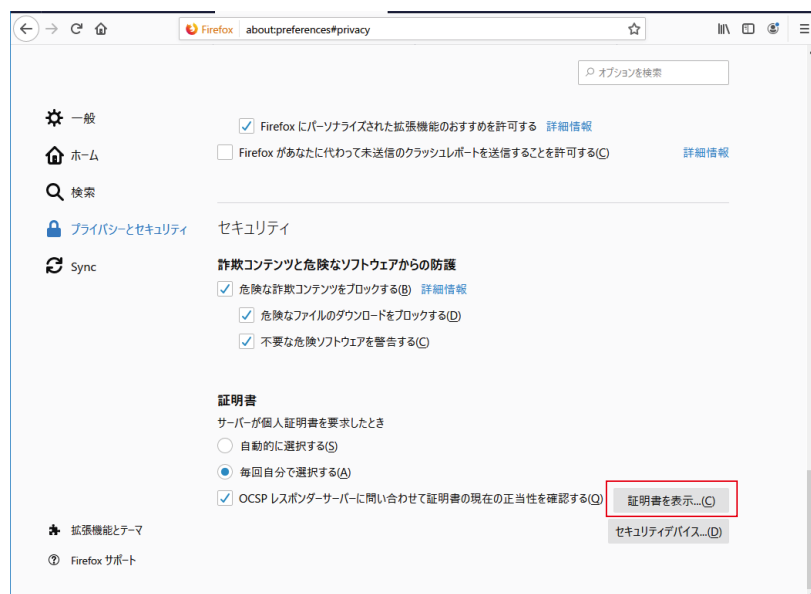 Firefox about:preferences#privacy
オプションを検索
一般
ホーム
検索
プライバシーとセキュリティ
Sync
拡張機能とテーマ
Firefox サポート
Firefox にパーソナライズされた拡張機能のおすすめを許可する 詳細情報
Firefox があなたに代わって未送信のクラッシュレポートを送信することを許可する(C) 詳細情報
セキュリティ
詐欺コンテンツと危険なソフトウェアからの防護
危険な詐欺コンテンツをブロックする(B) 詳細情報
危険なファイルのダウンロードをブロックする(D)
不要な危険ソフトウェアを警告する(C)
証明書
サーバーが個人証明書を要求したとき
自動的に選択する(S)
毎回自分で選択する(A)
OCSP レスポンダーサーバーに問い合わせて証明書の現在の正当性を確認する(Q)
証明書を表示...(C)
セキュリティデバイス...(D)